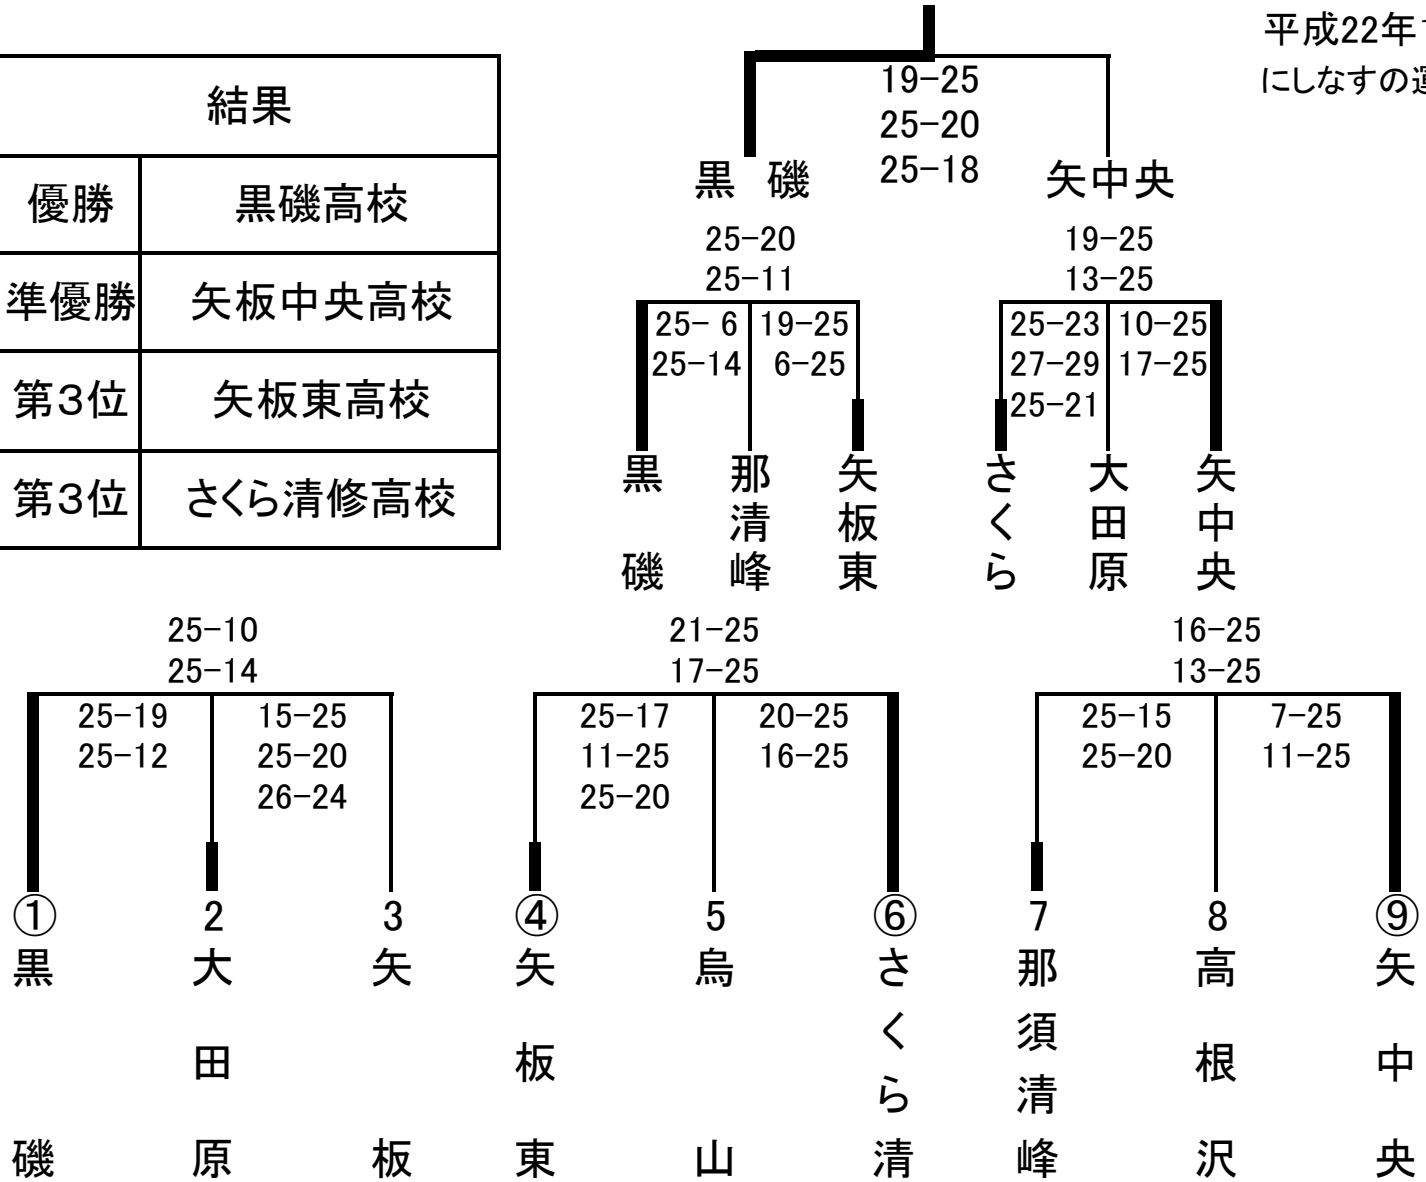 平成22年
にしなすの運
結果
優勝 黒磯高校
準優勝 矢板中央高校
第3位 矢板東高校
第3位 さくら清修高校
19-25
25-20
25-18
黒 磯
矢中央
25-20
25-11
19-25
13-25
25- 6
25-14
19-25
6-25
25-23
27-29
25-21
10-25
17-25
黒磯
那清峰
矢板東
さくら
大田原
矢中央
25-10
25-14
21-25
17-25
16-25
13-25
25-19
25-12
15-25
25-20
26-24
25-17
11-25
25-20
20-25
16-25
25-15
25-20
7-25
11-25
① 2 3 ④ 5 ⑥ 7 8 ⑨
黒磯
大田原
矢板
矢板東
烏山
さくら清
那須清峰
高根沢
矢中央